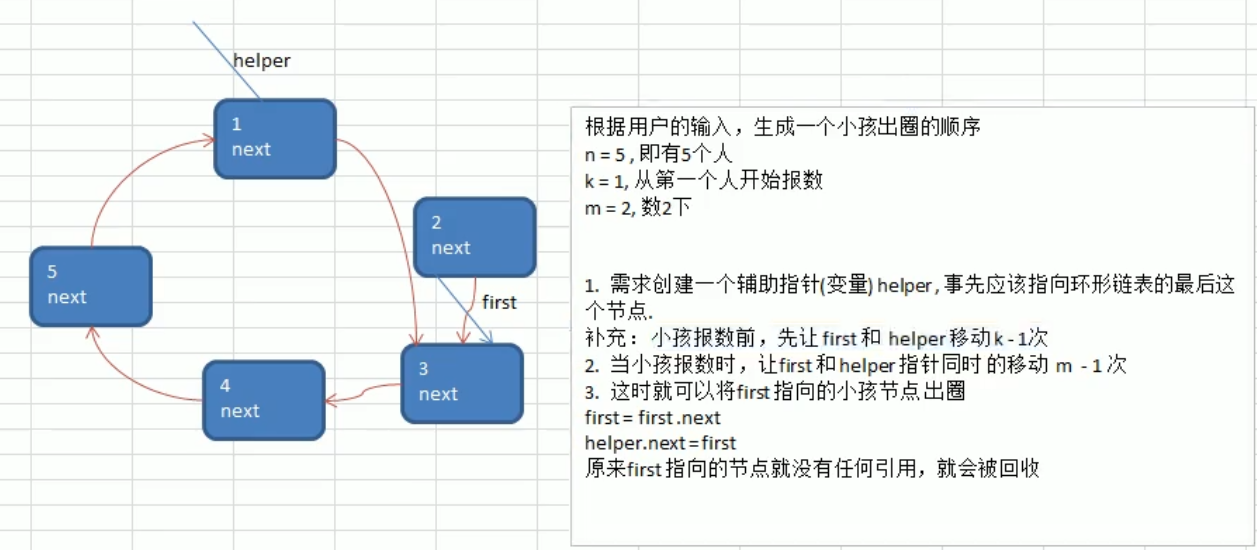 helper
1
next
2
next
first
3
next
4
next
5
next
根据用户的输入，生成一个小孩出圈的顺序
n = 5 , 即有5个人
k = 1, 从第一个人开始报数
m = 2, 数2下
1. 需求创建一个辅助指针(变量) helper , 事先应该指向环形链表的最后这
个节点.
补充：小孩报数前，先让 first 和 helper 移动 k - 1次
2. 当小孩报数时，让first 和 helper 指针同时 的移动 m - 1 次
3. 这时就可以将first 指向的小孩节点 出圈
first = first .next
helper.next =first
原来first 指向的节点就没有任何引用，就会被回收